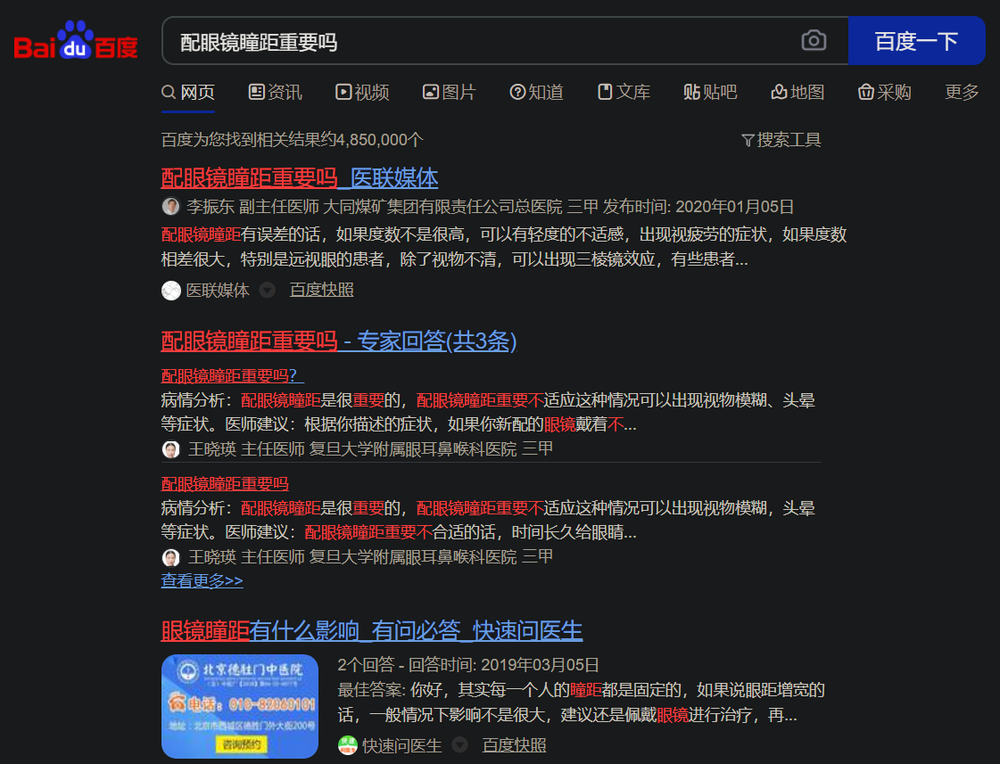 Bai du 百度
配眼镜瞳距重要吗
百度一下
网页 资讯 视频 图片 知道 文库 贴吧 地图 采购 更多
百度为您找到相关结果约4,850,000个
搜索工具
配眼镜瞳距重要吗_医联媒体
李振东 副主任医师 大同煤矿集团有限责任公司总医院 三甲 发布时间: 2020年01月05日
配眼镜瞳距有误差的话，如果度数不是很高，可以有轻度的不适感，出现视疲劳的症状，如果度数
相差很大，特别是远视眼的患者，除了视物不清，可以出现三棱镜效应，有些患者...
医联媒体 百度快照
配眼镜瞳距重要吗 - 专家回答(共3条)
配眼镜瞳距重要吗?
病情分析：配眼镜瞳距是很重要的，配眼镜瞳距重要不适应这种情况可以出现视物模糊、头晕
等症状。医师建议：根据你描述的症状，如果你新配的眼镜戴着不...
王晓瑛 主任医师 复旦大学附属眼耳鼻喉科医院 三甲
配眼镜瞳距重要吗
病情分析：配眼镜瞳距是很重要的，配眼镜瞳距重要不适应这种情况可以出现视物模糊，头晕
等症状。医师建议：配眼镜瞳距重要不合适的话，时间长久给眼睛...
王晓瑛 主任医师 复旦大学附属眼耳鼻喉科医院 三甲
查看更多>>
眼镜瞳距有什么影响_有问必答_快速问医生
北京德胜门中医院
电话：010-82060101
地址：北京市西城区德胜门外大街200号
咨询预约
2个回答 - 回答时间: 2019年03月05日
最佳答案: 你好，其实每一个人的瞳距都是固定的，如果说眼距增宽的
话，一般情况下影响不是很大，建议还是佩戴眼镜进行治疗，再...
快速问医生 百度快照